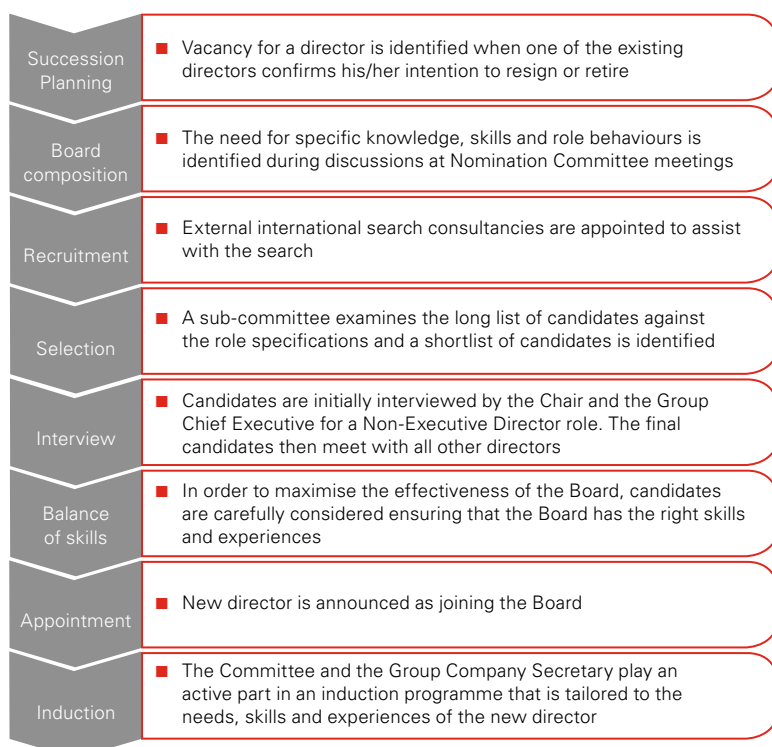 Succession
Planning
■ Vacancy for a director is identified when one of the existing
directors confirms his/her intention to resign or retire
Board
composition
■ The need for specific knowledge, skills and role behaviours is
identified during discussions at Nomination Committee meetings
Recruitment
■ External international search consultancies are appointed to assist
with the search
Selection
■ A sub-committee examines the long list of candidates against
the role specifications and a shortlist of candidates is identified
Interview
■ Candidates are initially interviewed by the Chair and the Group
Chief Executive for a Non-Executive Director role. The final
candidates then meet with all other directors
Balance
of skills
■ In order to maximise the effectiveness of the Board, candidates
are carefully considered ensuring that the Board has the right skills
and experiences
Appointment
■ New director is announced as joining the Board
Induction
■ The Committee and the Group Company Secretary play an
active part in an induction programme that is tailored to the
needs, skills and experiences of the new director